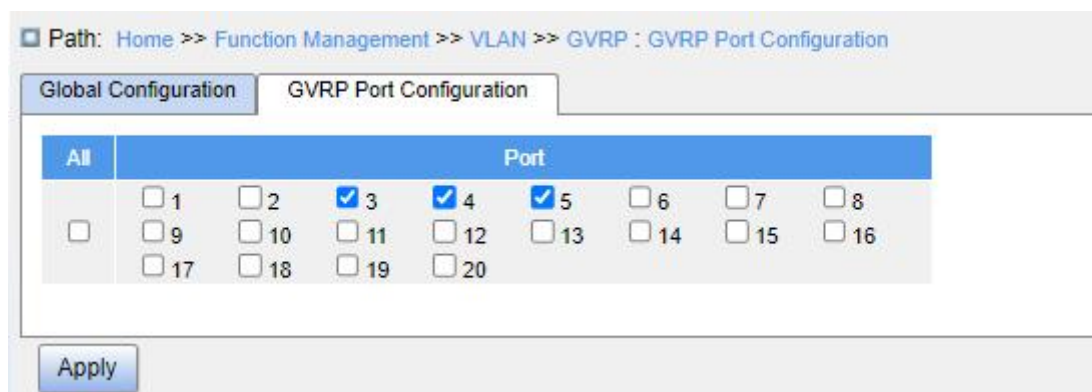 Path: Home >> Function Management >> VLAN >> GVRP : GVRP Port Configuration
Global Configuration GVRP Port Configuration
All Port
1 2 3 4 5 6 7 8
9 10 11 12 13 14 15 16
17 18 19 20
Apply